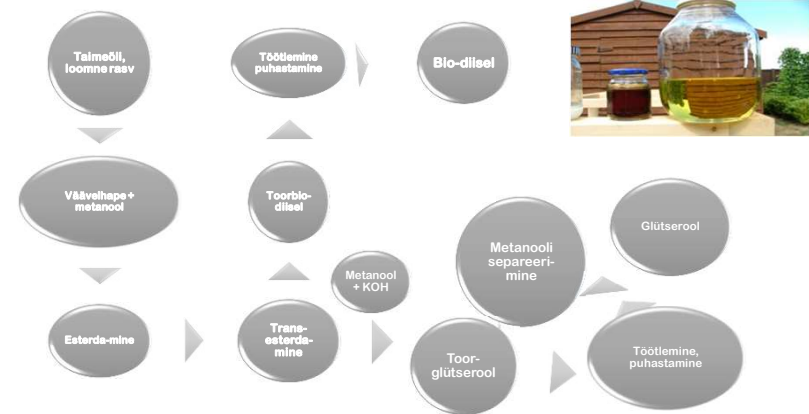 Taimeõli,
loomne rasv
Väävelhape +
metanool
Esterda-mine
Trans-
esterda-
mine
Metanool
+ KOH
Toorbio-
diisel
Töötlemine
puhastamine
Bio-diisel
Toor-
glütserool
Metanooli
separeeri-
mine
Töötlemine,
puhastamine
Glütserool